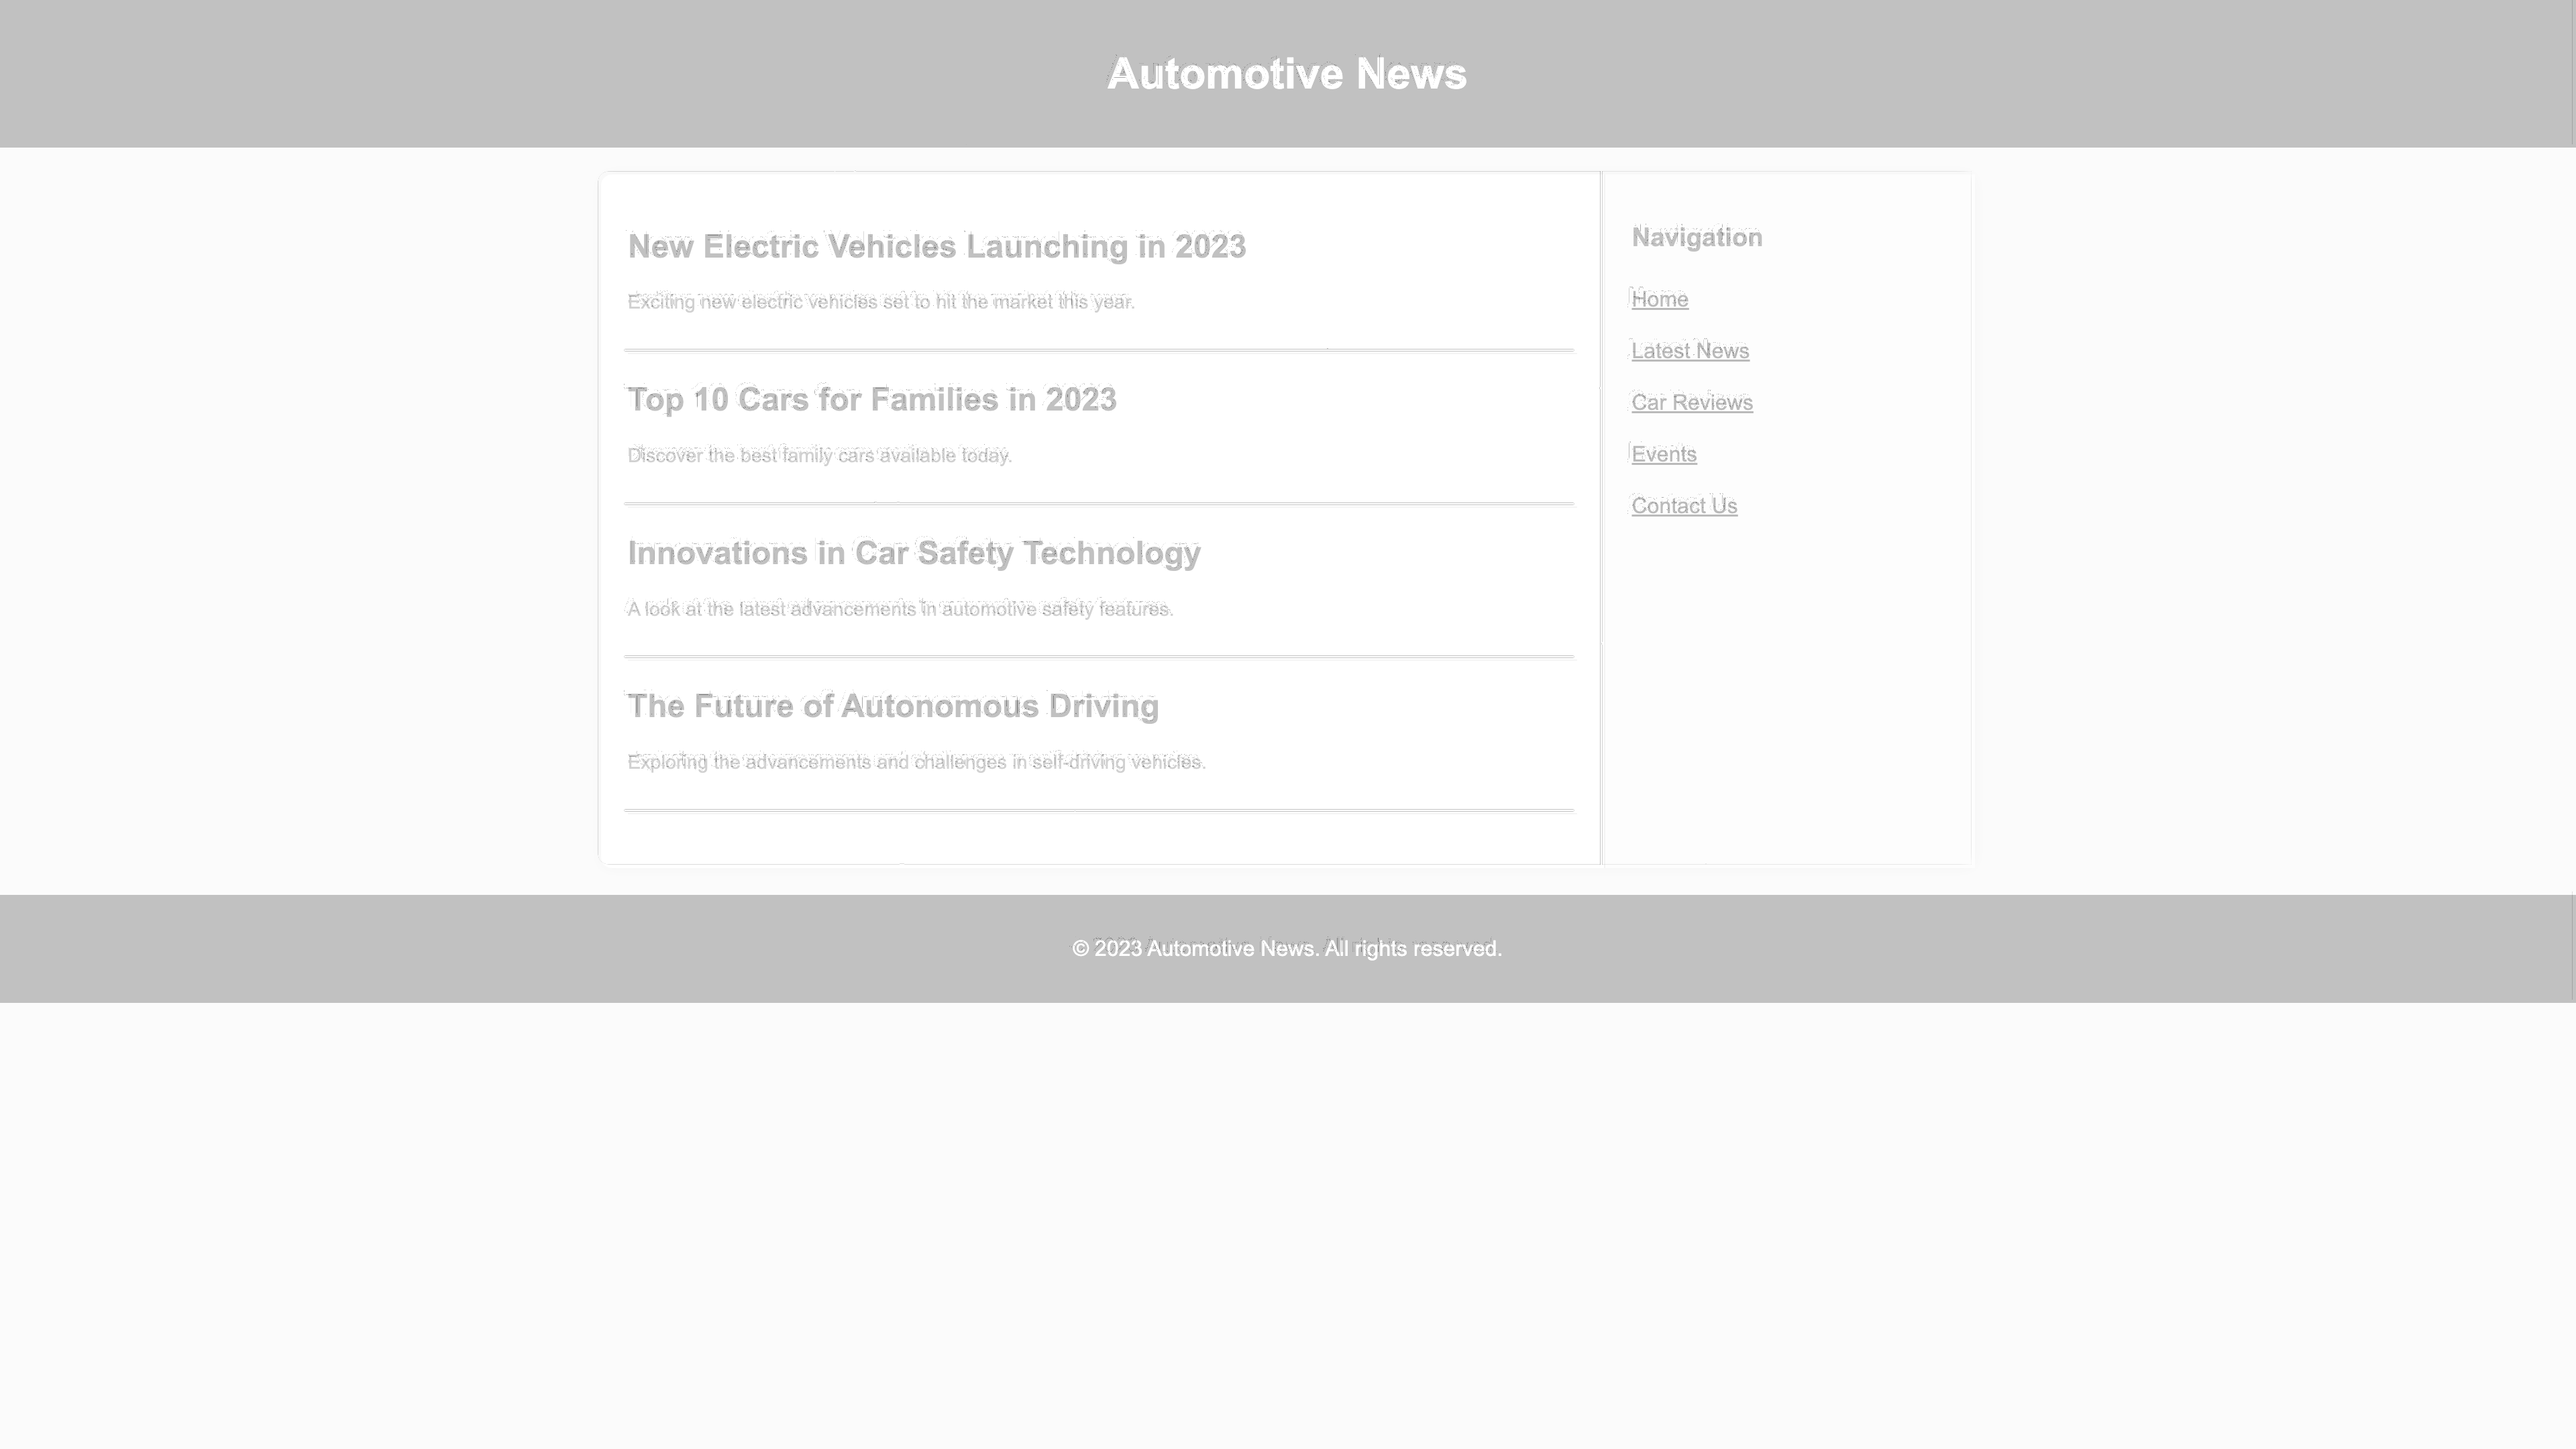 Automotive News
New Electric Vehicles Launching in 2023
Exciting new electric vehicles set to hit the market this year.
Top 10 Cars for Families in 2023
Discover the best family cars available today.
Innovations in Car Safety Technology
A look at the latest advancements in automotive safety features.
The Future of Autonomous Driving
Exploring the advancements and challenges in self-driving vehicles.
Navigation
Home
Latest News
Car Reviews
Events
Contact Us
© 2023 Automotive News. All rights reserved.